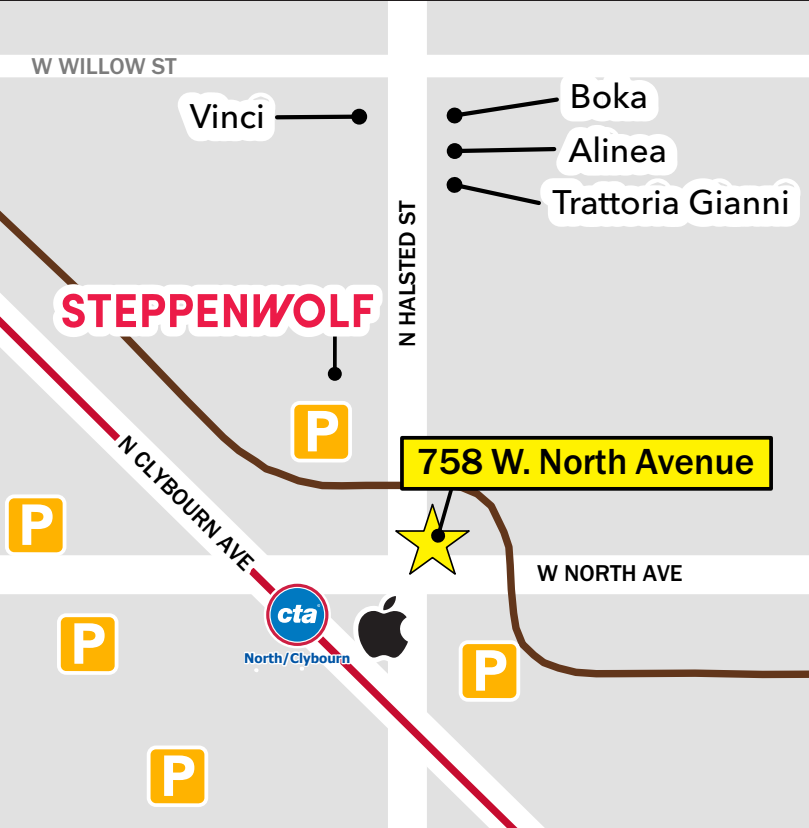 W WILLOW ST
Vinci
Boka
Alinea
Trattoria Gianni
N HALSTED ST
STEPPENWOLF
P
758 W. North Avenue
N CLYBOURN AVE
P
W NORTH AVE
cta
North/Clybourn
P
P
P